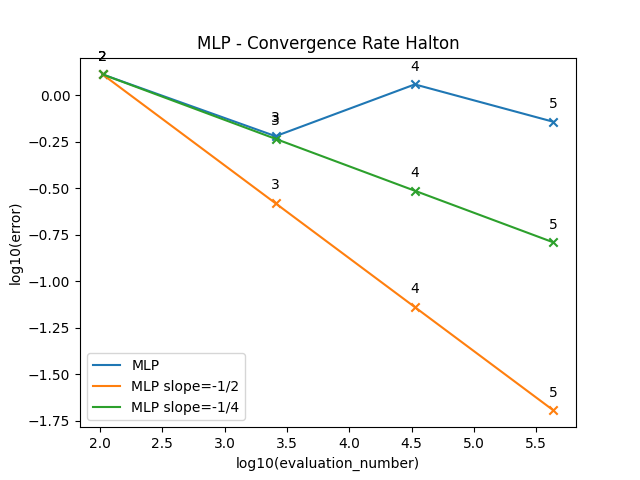 MLP - Convergence Rate Halton
2
2
3
3
3
4
4
4
5
5
5
0.00
−0.25
−0.50
−0.75
−1.00
−1.25
−1.50
−1.75
log10(error)
MLP
MLP slope=-1/2
MLP slope=-1/4
2.0 2.5 3.0 3.5 4.0 4.5 5.0 5.5
log10(evaluation_number)